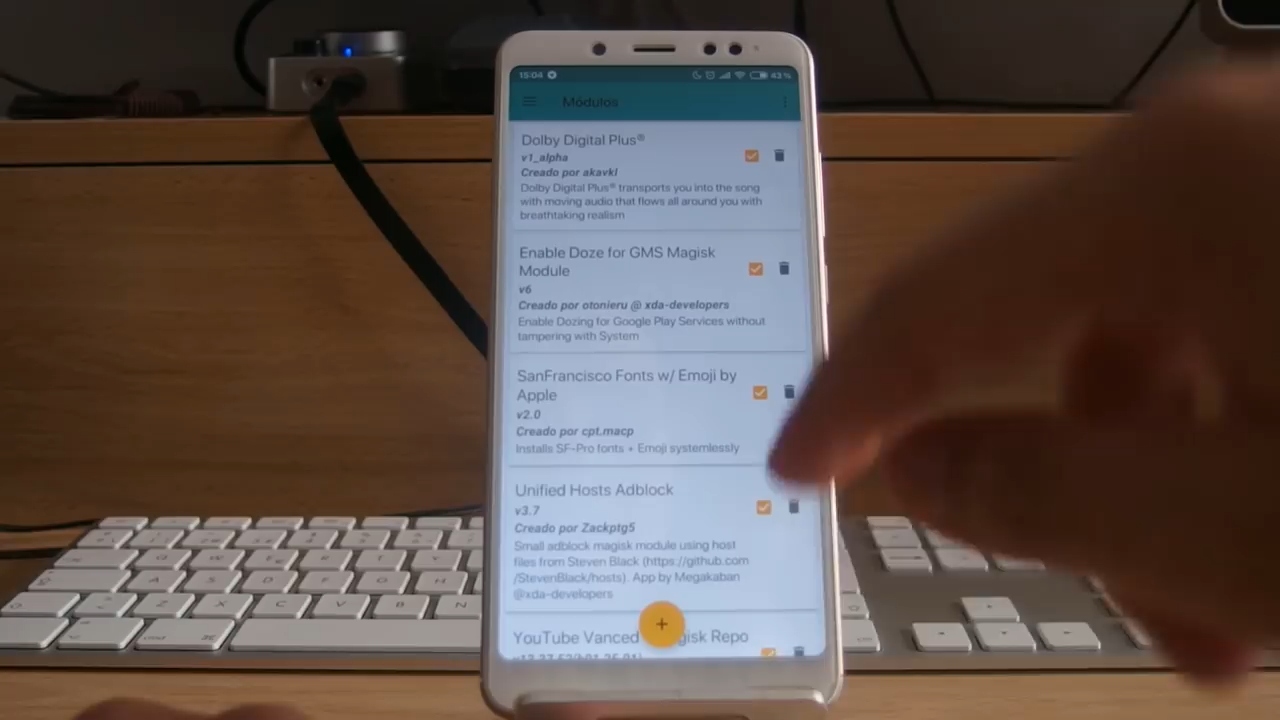 15:04
43%
Módulos
Dolby Digital Plus®
v1_alpha
Creado por akavkl
Dolby Digital Plus® transports you into the song
with moving audio that flows all around you with
breathtaking realism
Enable Doze for GMS Magisk
Module
v6
Creado por otonieru @ xda-developers
Enable Dozing for Google Play Services without
tampering with System
SanFrancisco Fonts w/ Emoji by
Apple
v2.0
Creado por cpt.macp
Installs SF-Pro fonts + Emoji systemlessly
Unified Hosts Adblock
v3.7
Creado por Zackptg5
Small adblock magisk module using host
files from Steven Black (https://github.com
/StevenBlack/hosts). App by Megakaban
@xda-developers
YouTube Vanced
Repo
T
A
S
D
F
G
H
Z
X
C
V
B
N
cmd